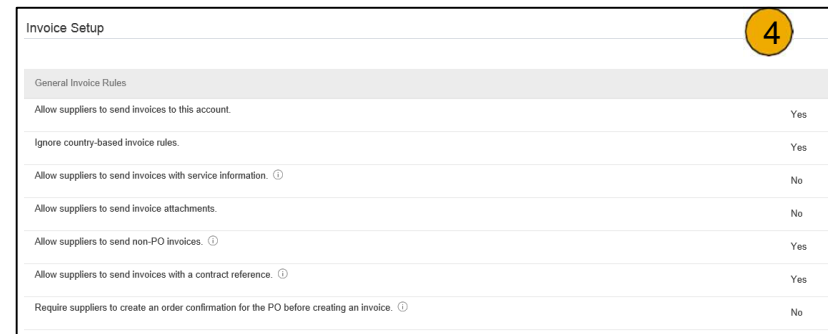 Invoice Setup
4
General Invoice Rules
Allow suppliers to send invoices to this account. Yes
Ignore country-based invoice rules. Yes
Allow suppliers to send invoices with service information. No
Allow suppliers to send invoice attachments. No
Allow suppliers to send non-PO invoices. Yes
Allow suppliers to send invoices with a contract reference. Yes
Require suppliers to create an order confirmation for the PO before creating an invoice. No